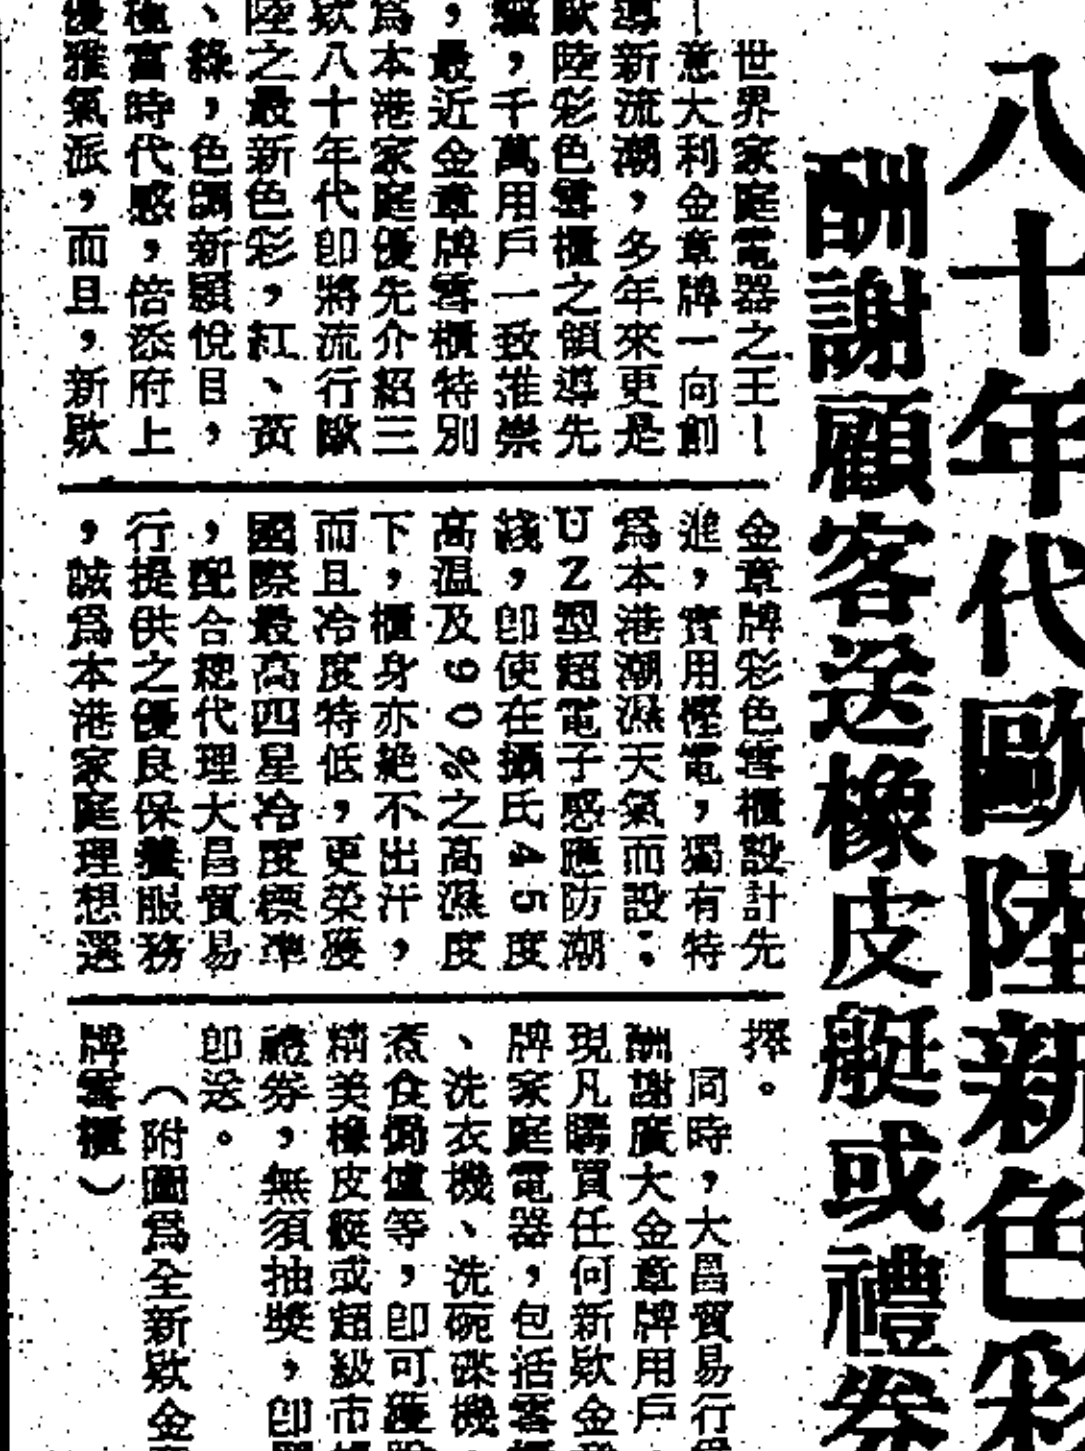 八十年代歐陸新色彩
酬謝顧客送橡皮艇或禮券
世界家庭電器之王—
—意大利金章牌一向創
導新流潮，多年來更是
歐陸彩色雪櫃之領導先
驅，千萬用戶一致推崇
，最近金章牌雪櫃特別
爲本港家庭優先介紹三
欵八十年代即將流行歐
陸之最新色彩，紅、黃
、綠，色調新穎悅目，
極富時代感，倍添府上
優雅氣派，而且，新欵
金章牌彩色雪櫃設計先
進，實用慳電，獨有特
爲本港潮濕天氣而設：
UZ型超電子感應防潮
綫，即使在攝氏45度
高溫及90%之高濕度
下，櫃身亦絕不出汗，
而且冷度特低，更榮獲
國際最高四星冷度標準
，配合總代理大昌貿易
行提供之優良保養服務
，誠爲本港家庭理想選
擇。
同時，大昌貿易行爲
酬謝廣大金章牌用戶，
現凡購買任何新欵金章
牌家庭電器，包括雪櫃
、洗衣機、洗碗碟機、
煮食焗爐等，即可獲
精美橡皮艇或超級市場
禮券，無須抽獎，即
即送。
（附圖爲全新欵金章
牌雪櫃）